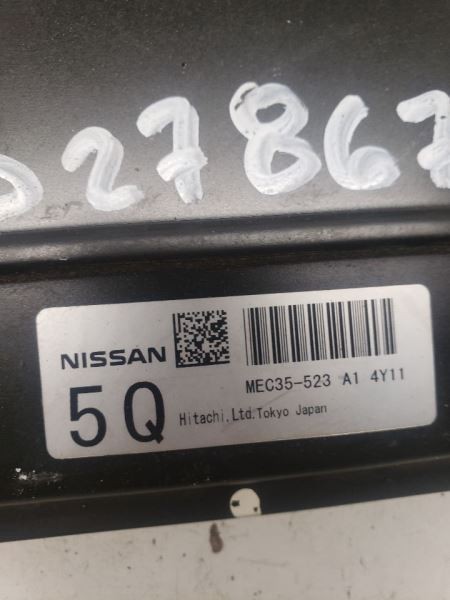 27867
NISSAN
MEC35-523 A1 4Y11
5Q
Hitachi,Ltd.Tokyo Japan